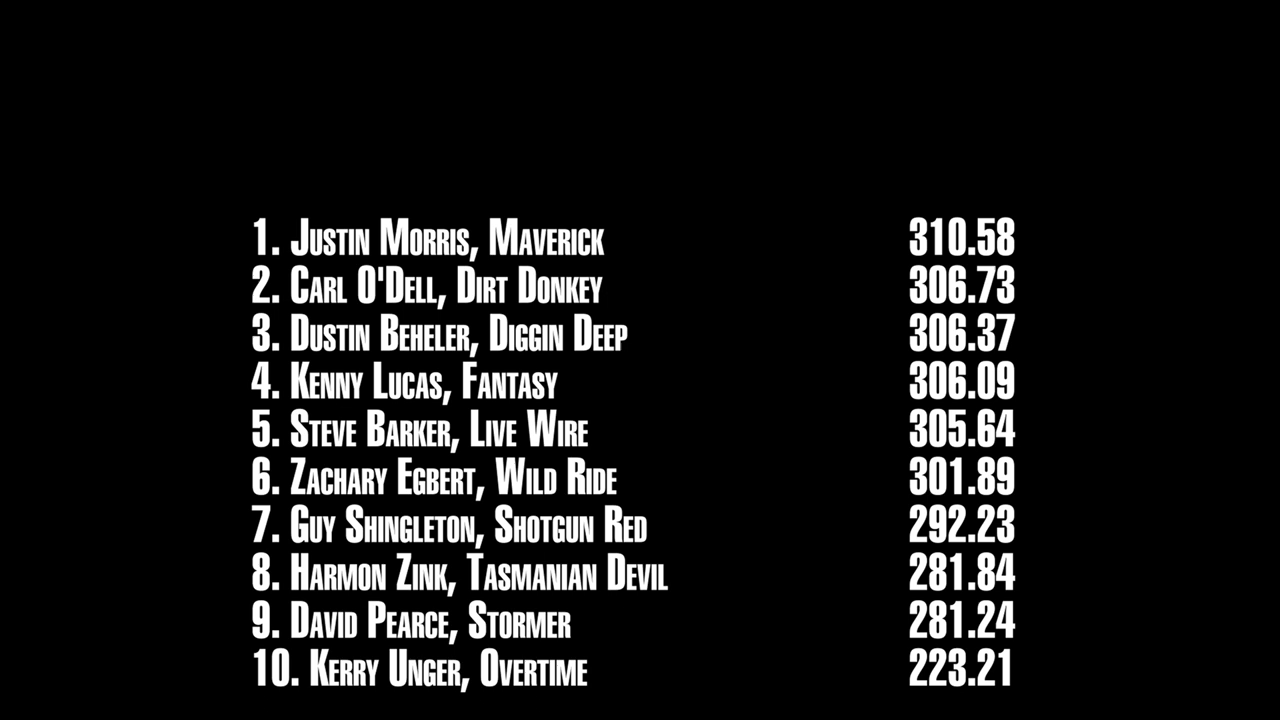 1. Justin Morris, Maverick 310.58
2. Carl O'Dell, Dirt Donkey 306.73
3. Dustin Beheler, Diggin Deep 306.37
4. Kenny Lucas, Fantasy 306.09
5. Steve Barker, Live Wire 305.64
6. Zachary Egbert, Wild Ride 301.89
7. Guy Shingleton, Shotgun Red 292.23
8. Harmon Zink, Tasmanian Devil 281.84
9. David Pearce, Stormer 281.24
10. Kerry Unger, Overtime 223.21